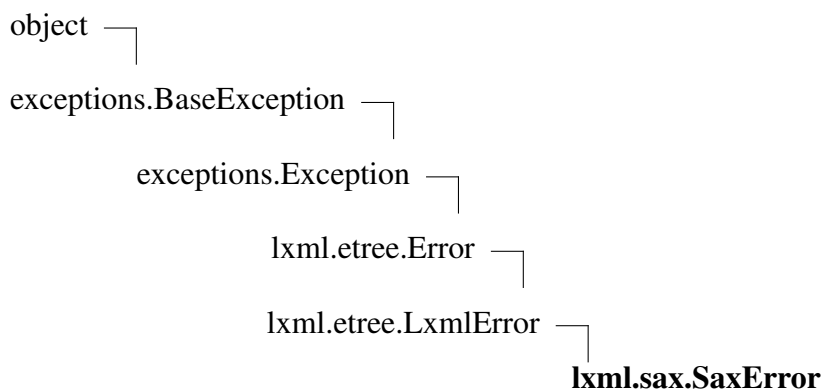 object
exceptions.BaseException
exceptions.Exception
lxml.etree.Error
lxml.etree.LxmlError
lxml.sax.SaxError